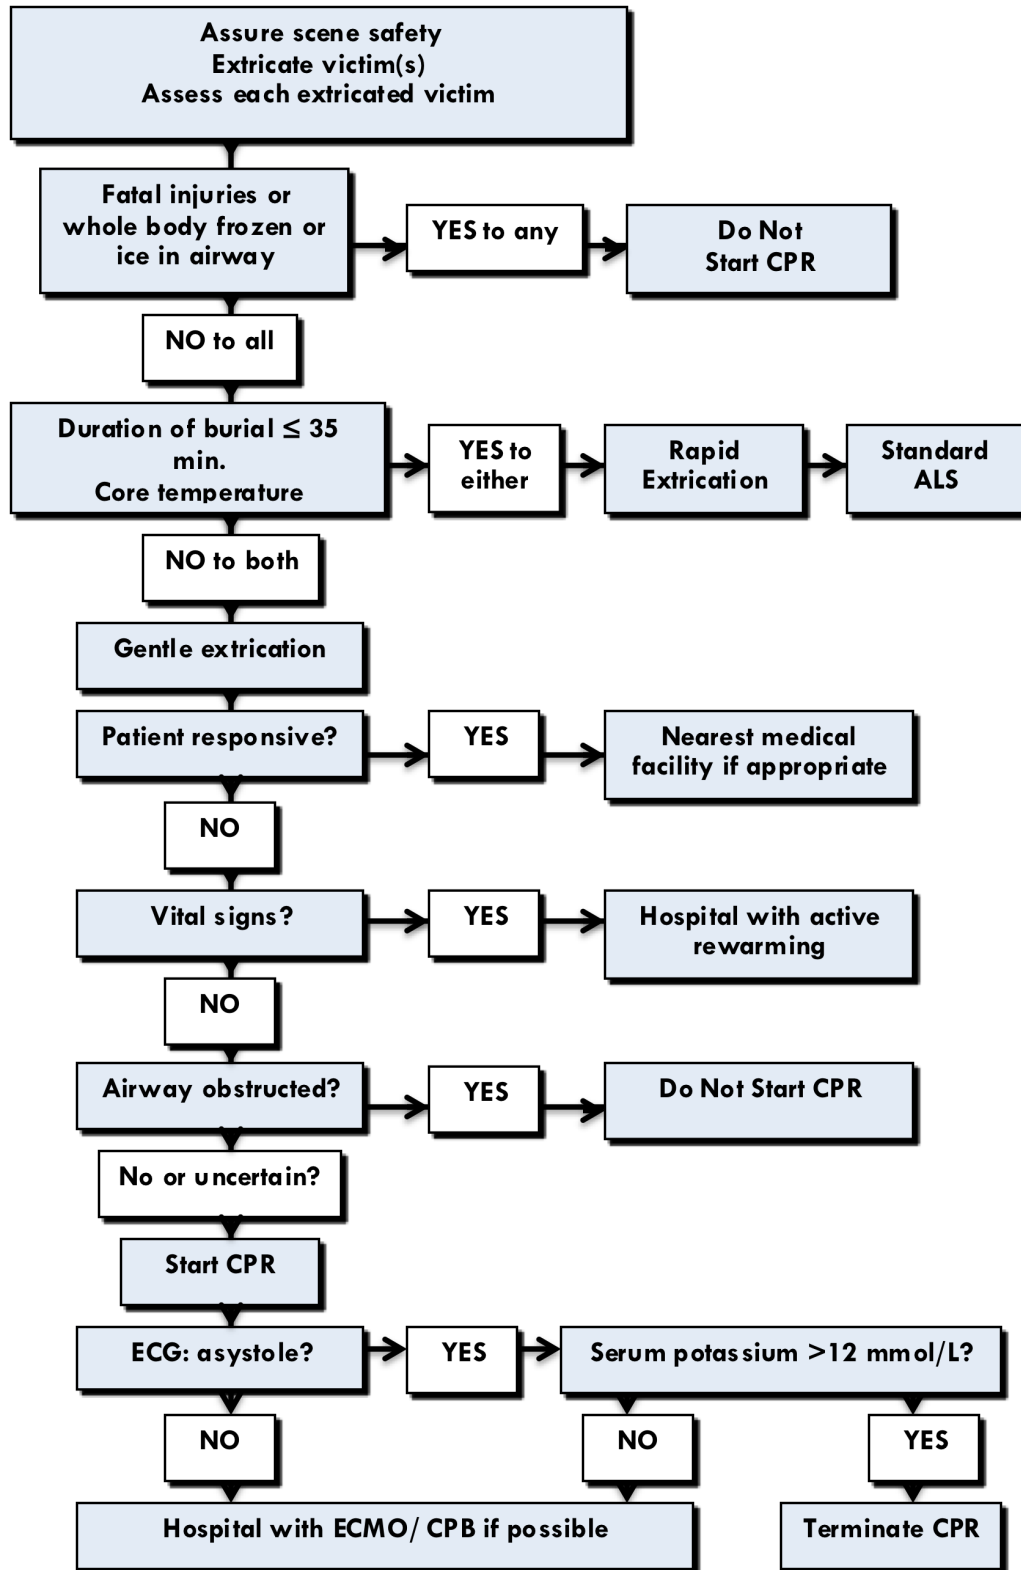 Assure scene safety
Extricate victim(s)
Assess each extricated victim
Fatal injuries or
whole body frozen or
ice in airway
YES to any
Do Not
Start CPR
NO to all
Duration of burial ≤ 35
min.
Core temperature
YES to
either
Rapid
Extrication
Standard
ALS
NO to both
Gentle extrication
Patient responsive?
YES
Nearest medical
facility if appropriate
NO
Vital signs?
YES
Hospital with active
rewarming
NO
Airway obstructed?
YES
Do Not Start CPR
No or uncertain?
Start CPR
ECG: asystole?
YES
Serum potassium >12 mmol/L?
NO
NO
YES
Hospital with ECMO/ CPB if possible
Terminate CPR